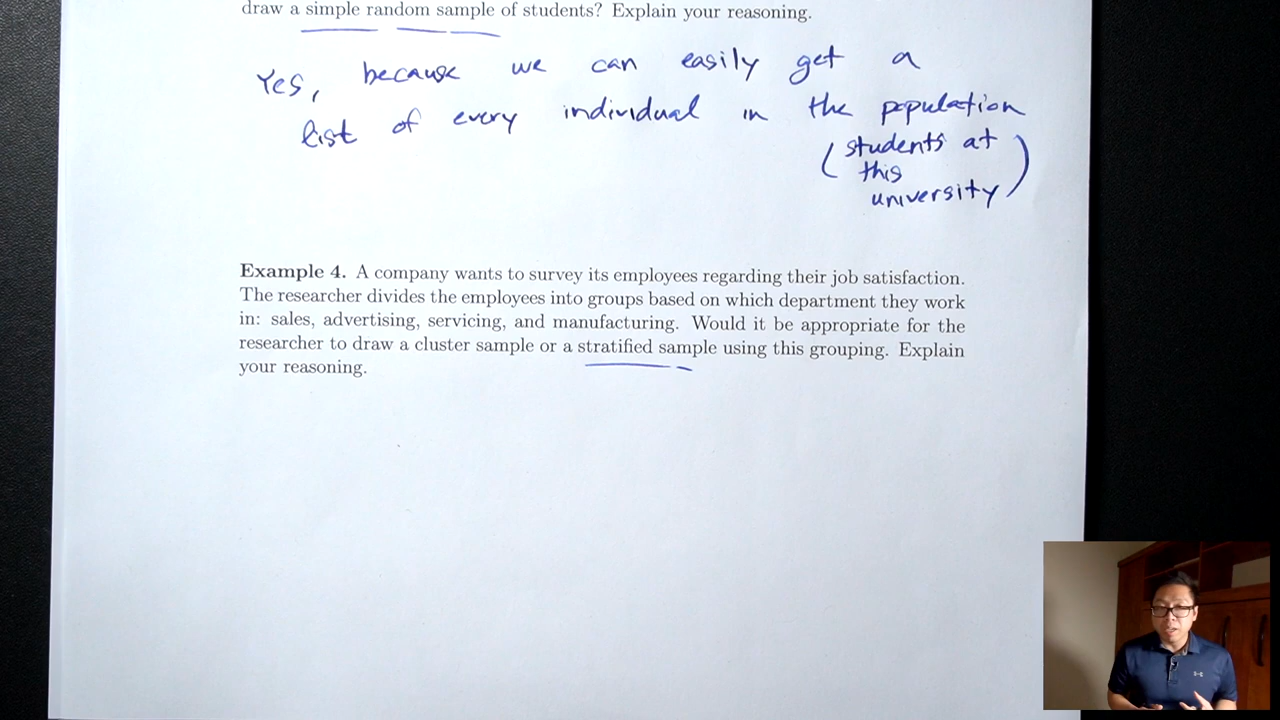 draw a simple random sample of students? Explain your reasoning.
Yes, because we can easily get a
list of every individual in the population
(students at
this
university)
Example 4. A company wants to survey its employees regarding their job satisfaction.
The researcher divides the employees into groups based on which department they work
in: sales, advertising, servicing, and manufacturing. Would it be appropriate for the
researcher to draw a cluster sample or a stratified sample using this grouping. Explain
your reasoning.